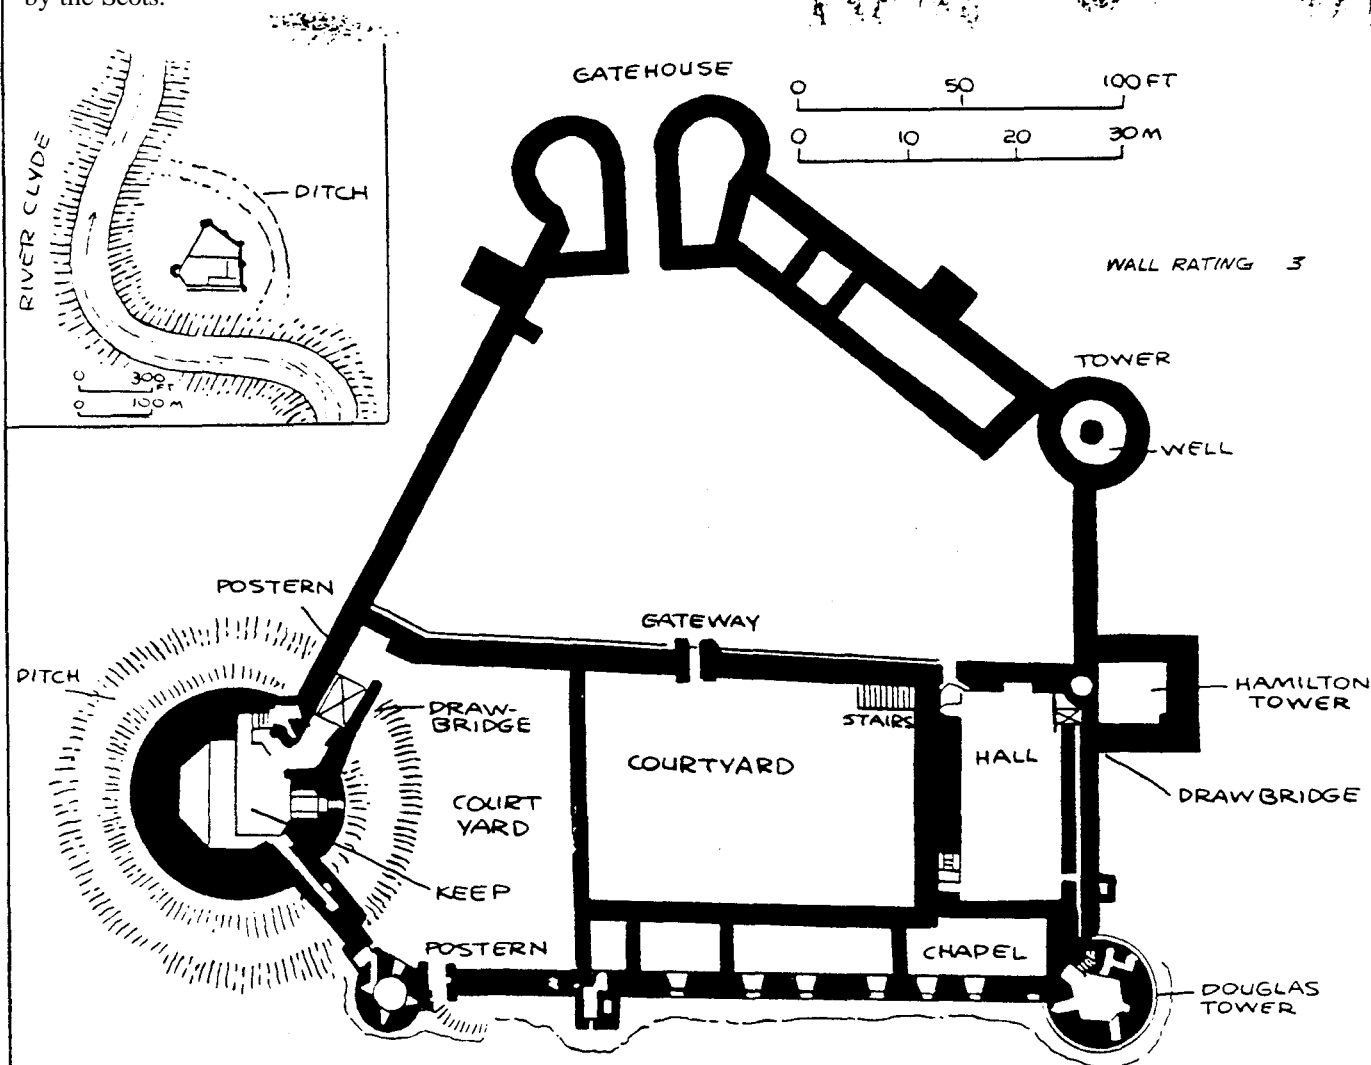 by the Scots.
GATEHOUSE
0 50 100 FT
0 10 20 30 M
RIVER CLYDE
DITCH
0 300 FT
0 100 M
WALL RATING 3
TOWER
WELL
POSTERN
GATEWAY
DITCH
DRAW-
BRIDGE
STAIRS
HAMILTON
TOWER
HALL
COURTYARD
COURT
YARD
DRAWBRIDGE
KEEP
POSTERN
CHAPEL
DOUGLAS
TOWER